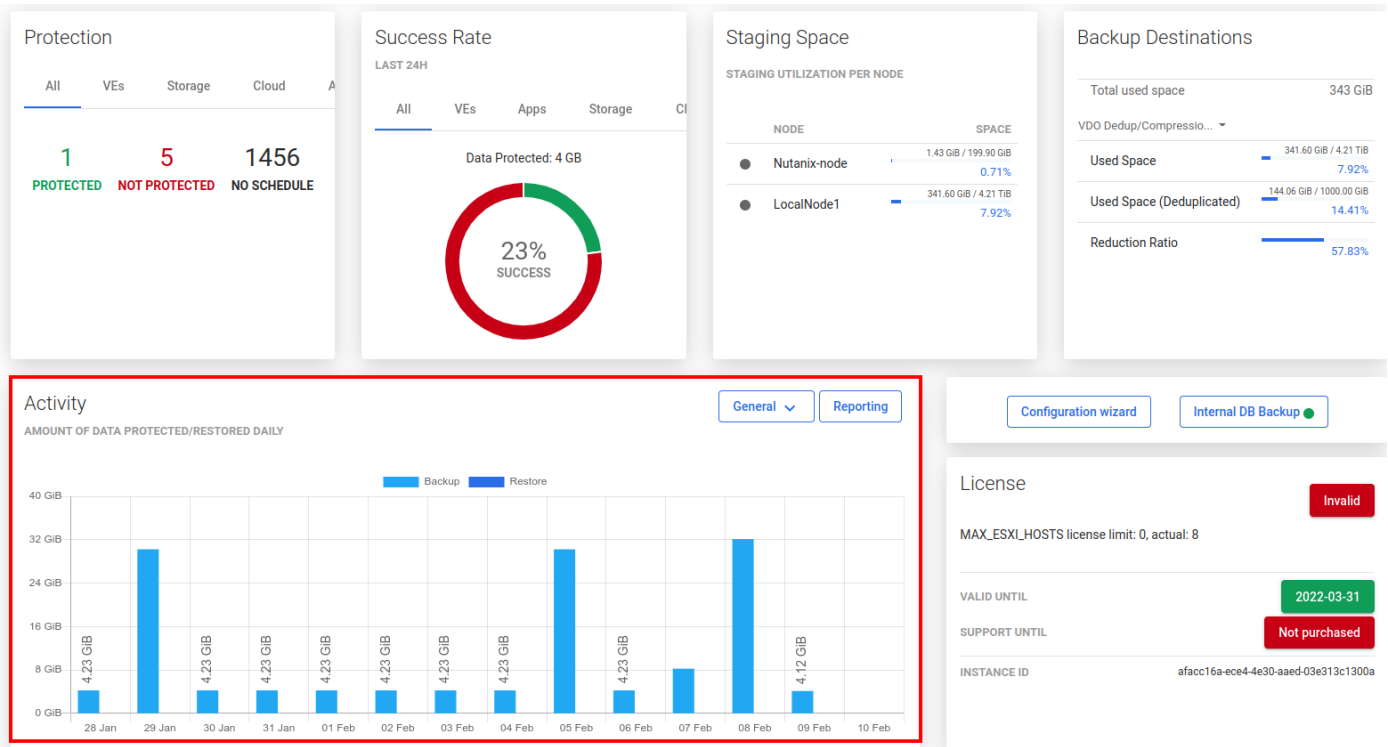 Protection
All VEs Storage Cloud A
1 5 1456
PROTECTED NOT PROTECTED NO SCHEDULE
Success Rate
LAST 24H
All VEs Apps Storage Cl
Data Protected: 4 GB
23%
SUCCESS
Staging Space
STAGING UTILIZATION PER NODE
NODE SPACE
Nutanix-node 1.43 GiB / 199.90 GiB
0.71%
LocalNode1 341.60 GiB / 4.21 TiB
7.92%
Backup Destinations
Total used space 343 GiB
VDO Dedup/Compressio...
Used Space 341.60 GiB / 4.21 TiB
7.92%
Used Space (Deduplicated) 144.06 GiB / 1000.00 GiB
14.41%
Reduction Ratio
57.83%
Activity
General Reporting
AMOUNT OF DATA PROTECTED/RESTORED DAILY
Backup Restore
40 GiB
32 GiB
24 GiB
16 GiB
8 GiB
0 GiB
4.23 GiB 4.23 GiB 4.23 GiB 4.23 GiB 4.23 GiB 4.23 GiB 4.23 GiB 4.23 GiB 4.12 GiB
28 Jan 29 Jan 30 Jan 31 Jan 01 Feb 02 Feb 03 Feb 04 Feb 05 Feb 06 Feb 07 Feb 08 Feb 09 Feb 10 Feb
Configuration wizard Internal DB Backup
License
Invalid
MAX_ESXI_HOSTS license limit: 0, actual: 8
VALID UNTIL 2022-03-31
SUPPORT UNTIL Not purchased
INSTANCE ID afacc16a-ece4-4e30-aaed-03e313c1300a